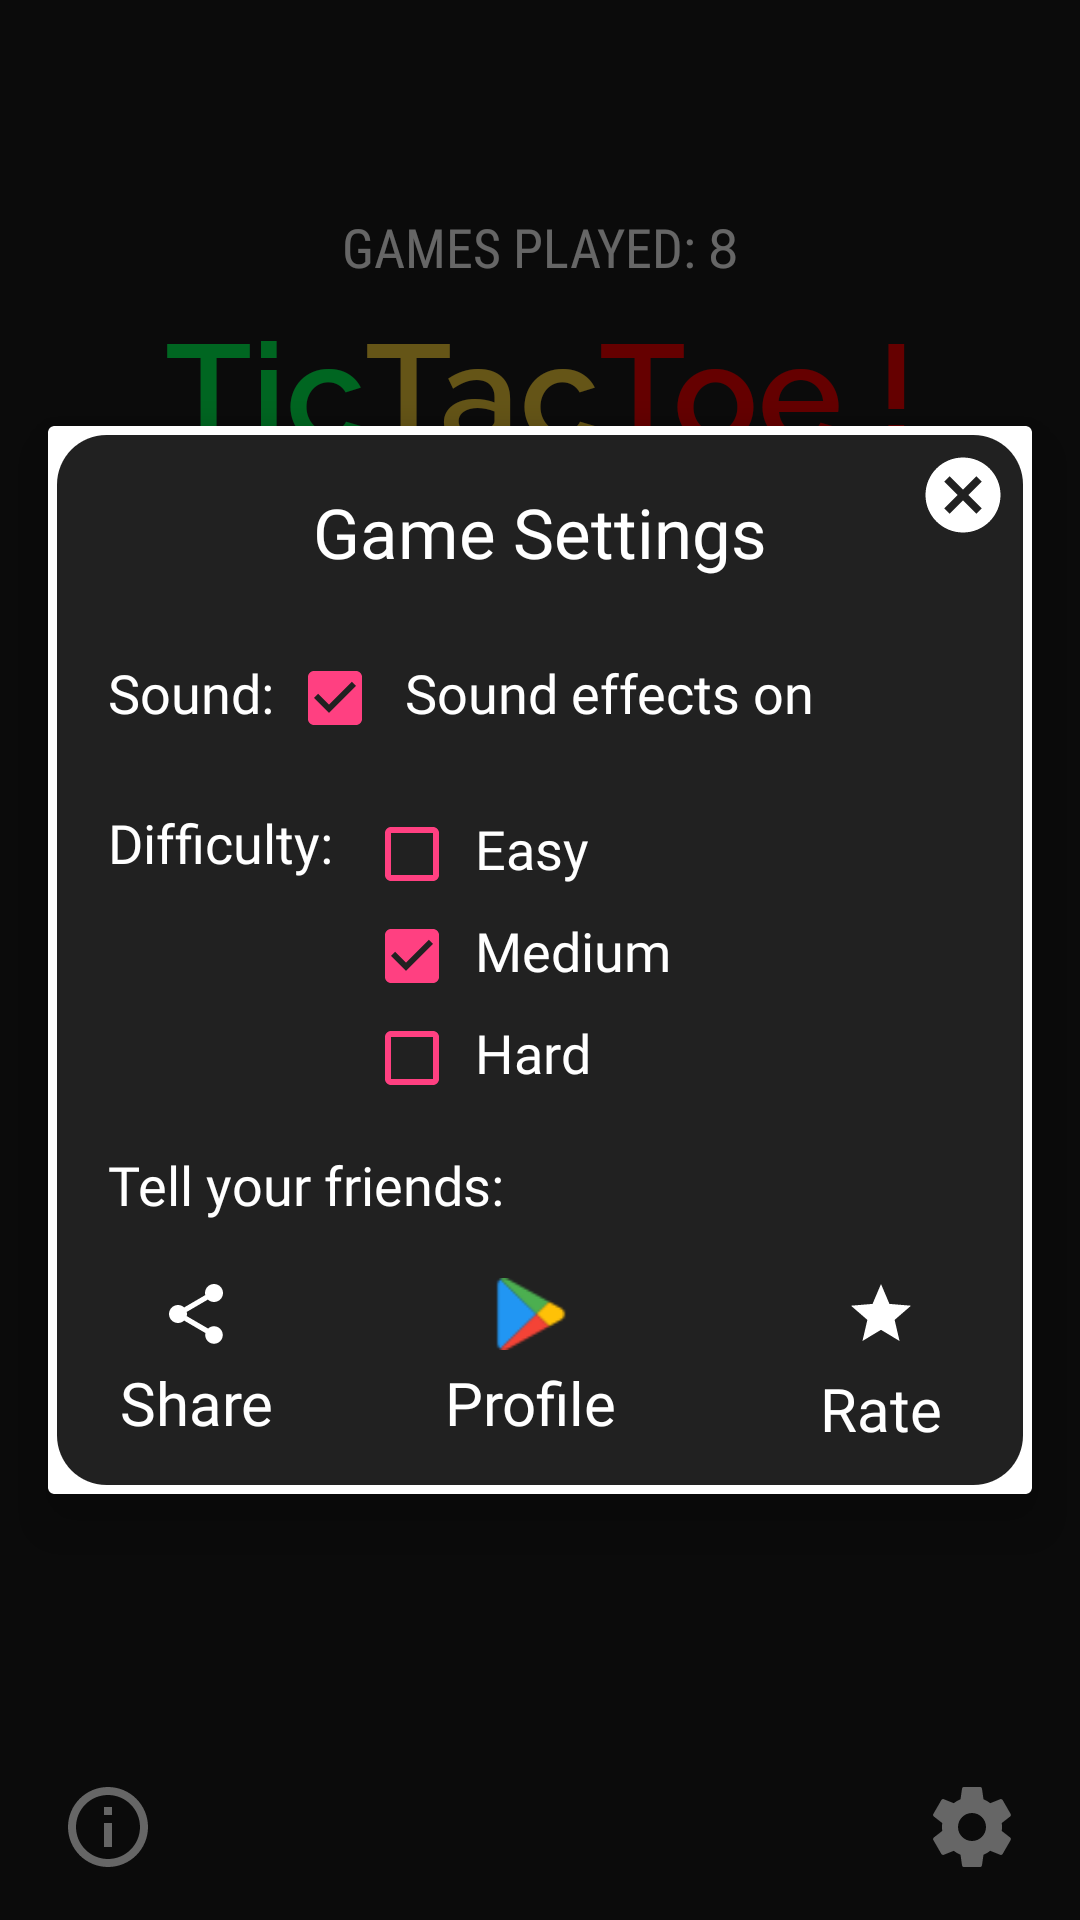 GAMES PLAYED: 8
TicTacToe !
Game Settings
Sound: Sound effects on
Difficulty: Easy
Medium
Hard
Tell your friends:
Share Profile Rate